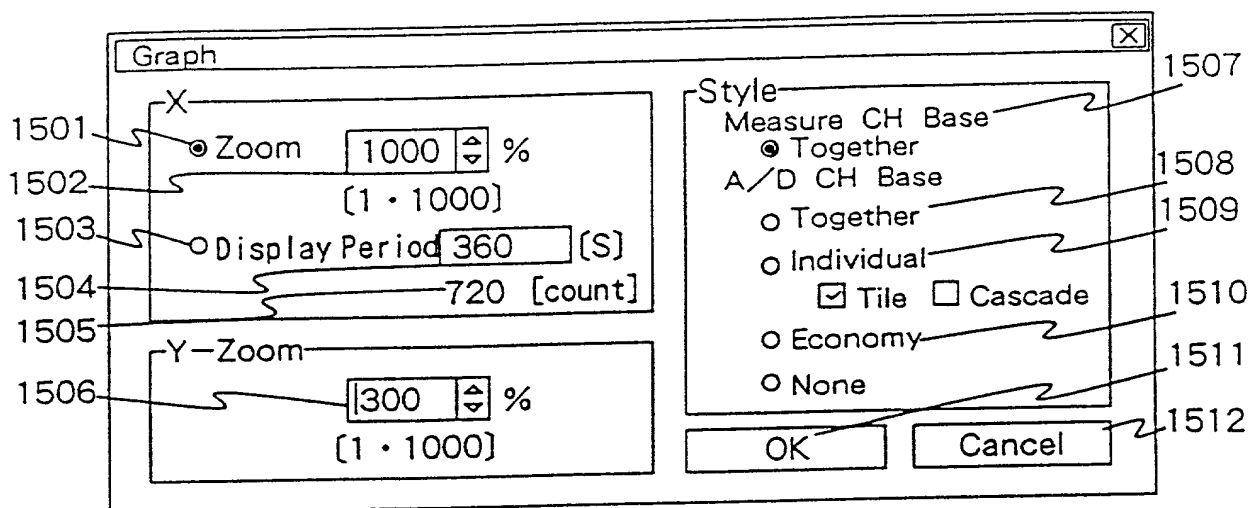 Graph
X
Zoom 1000 %
[1・1000]
Display Period 360 [S]
720 [count]
Y-Zoom
300 %
[1・1000]
Style
Measure CH Base
Together
A/D CH Base
Together
Individual
Tile Cascade
Economy
None
OK Cancel
1501
1502
1503
1504
1505
1506
1507
1508
1509
1510
1511
1512